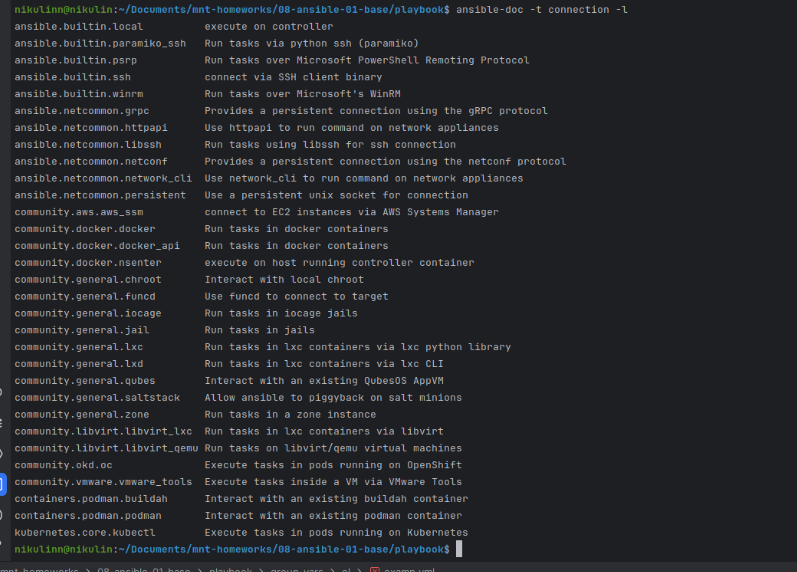 nikulinn@nikulin:~/Documents/mnt-homeworks/08-ansible-01-base/playbook$ ansible-doc -t connection -l
ansible.builtin.local execute on controller
ansible.builtin.paramiko_ssh Run tasks via python ssh (paramiko)
ansible.builtin.psrp Run tasks over Microsoft PowerShell Remoting Protocol
ansible.builtin.ssh connect via SSH client binary
ansible.builtin.winrm Run tasks over Microsoft's WinRM
ansible.netcommon.grpc Provides a persistent connection using the gRPC protocol
ansible.netcommon.httpapi Use httpapi to run command on network appliances
ansible.netcommon.libssh Run tasks using libssh for ssh connection
ansible.netcommon.netconf Provides a persistent connection using the netconf protocol
ansible.netcommon.network_cli Use network_cli to run command on network appliances
ansible.netcommon.persistent Use a persistent unix socket for connection
community.aws.aws_ssm connect to EC2 instances via AWS Systems Manager
community.docker.docker Run tasks in docker containers
community.docker.docker_api Run tasks in docker containers
community.docker.nsenter execute on host running controller container
community.general.chroot Interact with local chroot
community.general.funcd Use funcd to connect to target
community.general.iocage Run tasks in iocage jails
community.general.jail Run tasks in jails
community.general.lxc Run tasks in lxc containers via lxc python library
community.general.lxd Run tasks in lxc containers via lxc CLI
community.general.qubes Interact with an existing QubesOS AppVM
community.general.saltstack Allow ansible to piggyback on salt minions
community.general.zone Run tasks in a zone instance
community.libvirt.libvirt_lxc Run tasks in lxc containers via libvirt
community.libvirt.libvirt_qemu Run tasks on libvirt/qemu virtual machines
community.okd.oc Execute tasks in pods running on OpenShift
community.vmware.vmware_tools Execute tasks inside a VM via VMware Tools
containers.podman.buildah Interact with an existing buildah container
containers.podman.podman Interact with an existing podman container
kubernetes.core.kubectl Execute tasks in pods running on Kubernetes
nikulinn@nikulin:~/Documents/mnt-homeworks/08-ansible-01-base/playbook$
mnt-homeworks > 08-ansible-01-base > playbook > group_vars > el > examp.yml